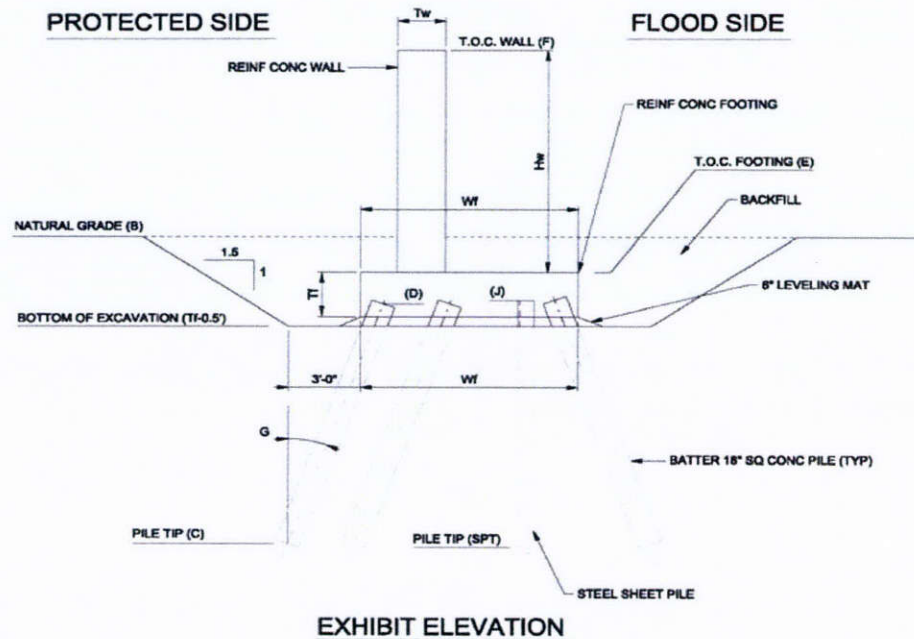 PROTECTED SIDE
Tw
FLOOD SIDE
T.O.C. WALL (F)
REINF CONC WALL
REINF CONC FOOTING
Hw
T.O.C. FOOTING (E)
Wf
BACKFILL
NATURAL GRADE (B)
1.5
1
Tf
(D)
(J)
6" LEVELING MAT
BOTTOM OF EXCAVATION (Tf-0.5')
3'-0"
Wf
G
BATTER 18" SQ CONC PILE (TYP)
PILE TIP (C)
PILE TIP (SPT)
STEEL SHEET PILE
EXHIBIT ELEVATION